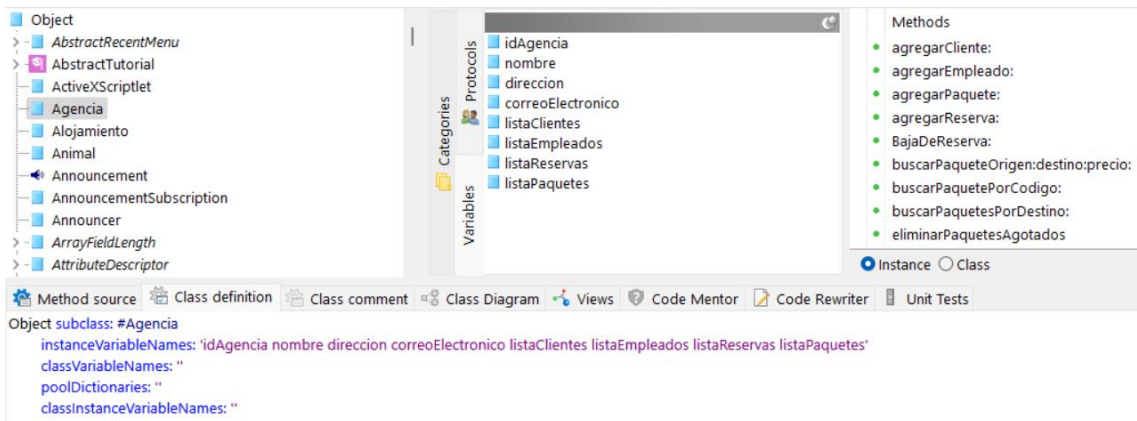 Object
AbstractRecentMenu
AbstractTutorial
ActiveXScriptlet
Agencia
Alojamiento
Animal
Announcement
AnnouncementSubscription
Announcer
ArrayFieldLength
AttributeDescriptor
Categories
Protocols
Variables
idAgencia
nombre
direccion
correoElectronico
listaClientes
listaEmpleados
listaReservas
listaPaquetes
Methods
agregarCliente:
agregarEmpleado:
agregarPaquete:
agregarReserva:
BajaDeReserva:
buscarPaqueteOrigen:destino:precio:
buscarPaquetePorCodigo:
buscarPaquetesPorDestino:
eliminarPaquetesAgotados
Instance Class
Method source Class definition Class comment Class Diagram Views Code Mentor Code Rewriter Unit Tests
Object subclass: #Agencia
instanceVariableNames: 'idAgencia nombre direccion correoElectronico listaClientes listaEmpleados listaReservas listaPaquetes'
classVariableNames: ''
poolDictionaries: ''
classInstanceVariableNames: ''